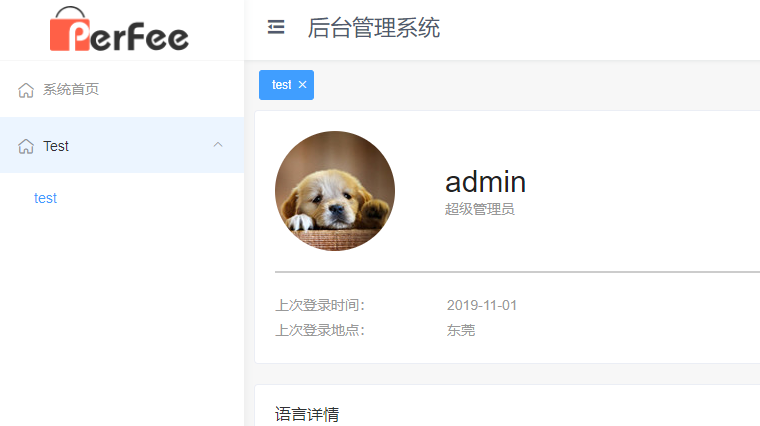 PerFee
后台管理系统
系统首页
Test
test
test ×
admin
超级管理员
上次登录时间： 2019-11-01
上次登录地点： 东莞
语言详情